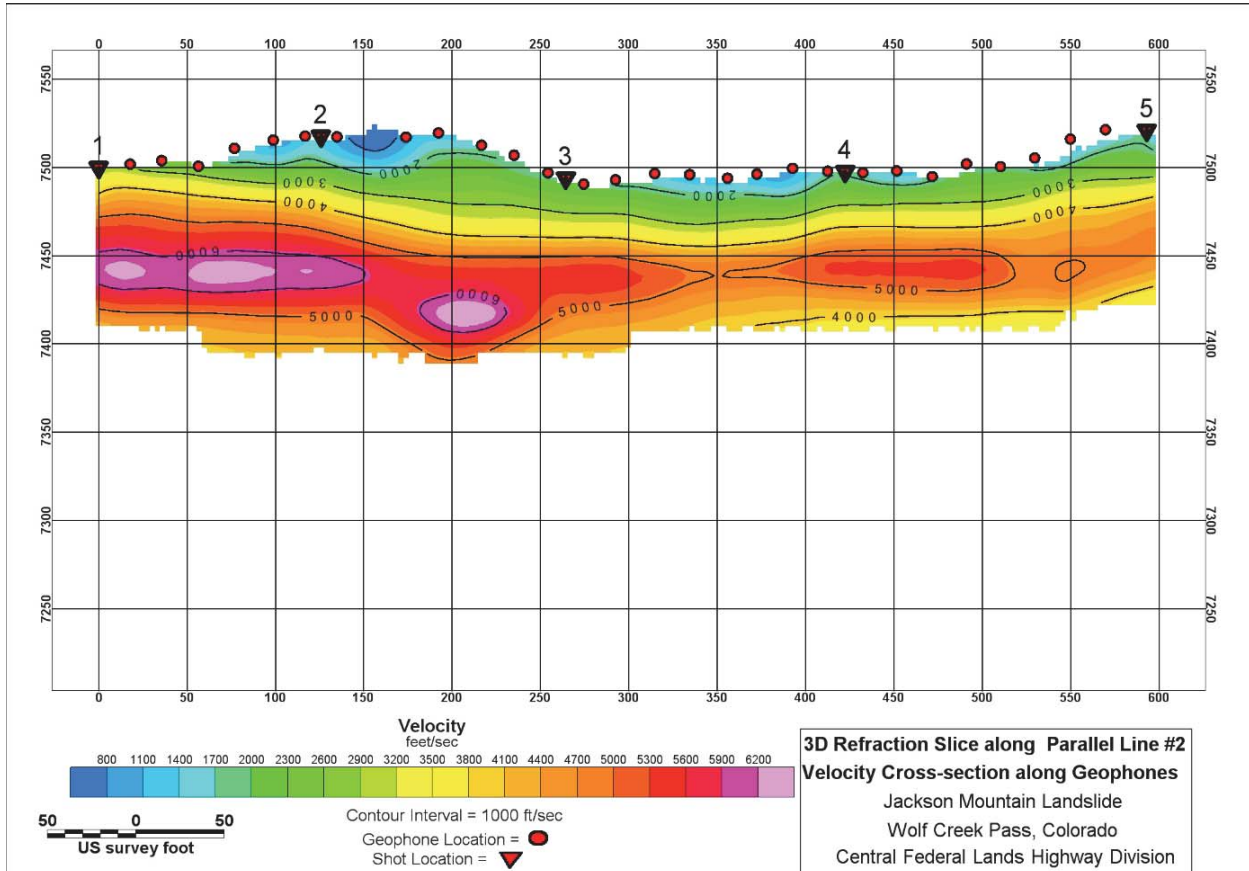 0 50 100 150 200 250 300 350 400 450 500 550 600
7550 7550
1 2 3 4 5
7500 7500
2000 2000 2000
3000 3000
4000 4000
7450 7450
6000 6000
5000 5000 5000
4000
7400 7400
7350 7350
7300 7300
7250 7250
0 50 100 150 200 250 300 350 400 450 500 550 600
Velocity
feet/sec
800 1100 1400 1700 2000 2300 2600 2900 3200 3500 3800 4100 4400 4700 5000 5300 5600 5900 6200
Contour Interval = 1000 ft/sec
Geophone Location =
Shot Location =
50 0 50
US survey foot
3D Refraction Slice along Parallel Line #2
Velocity Cross-section along Geophones
Jackson Mountain Landslide
Wolf Creek Pass, Colorado
Central Federal Lands Highway Division